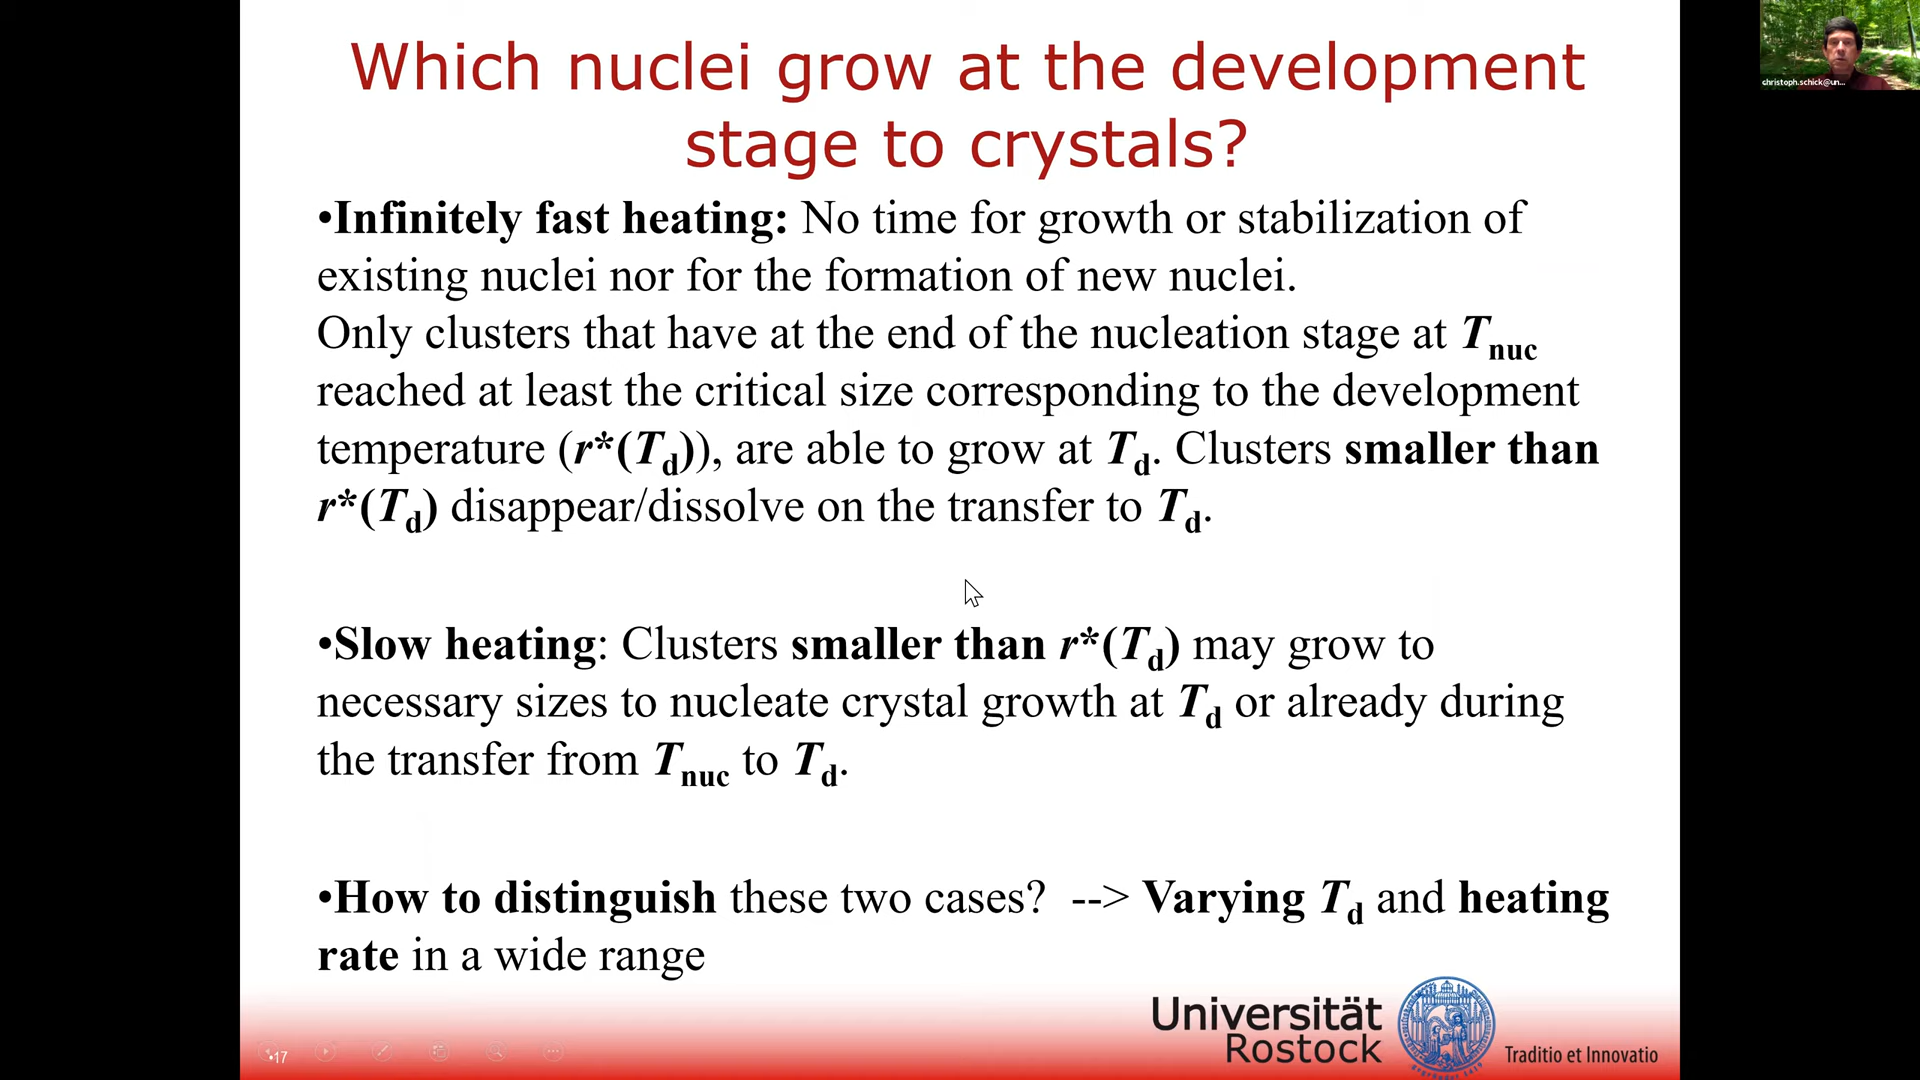 Which nuclei grow at the development
stage to crystals?
christoph.schick@un...
•Infinitely fast heating: No time for growth or stabilization of
existing nuclei nor for the formation of new nuclei.
Only clusters that have at the end of the nucleation stage at Tnuc
reached at least the critical size corresponding to the development
temperature (r*(Td)), are able to grow at Td. Clusters smaller than
r*(Td) disappear/dissolve on the transfer to Td.
•Slow heating: Clusters smaller than r*(Td) may grow to
necessary sizes to nucleate crystal growth at Td or already during
the transfer from Tnuc to Td.
•How to distinguish these two cases? --> Varying Td and heating
rate in a wide range
Universität
Rostock
Traditio et Innovatio
•17